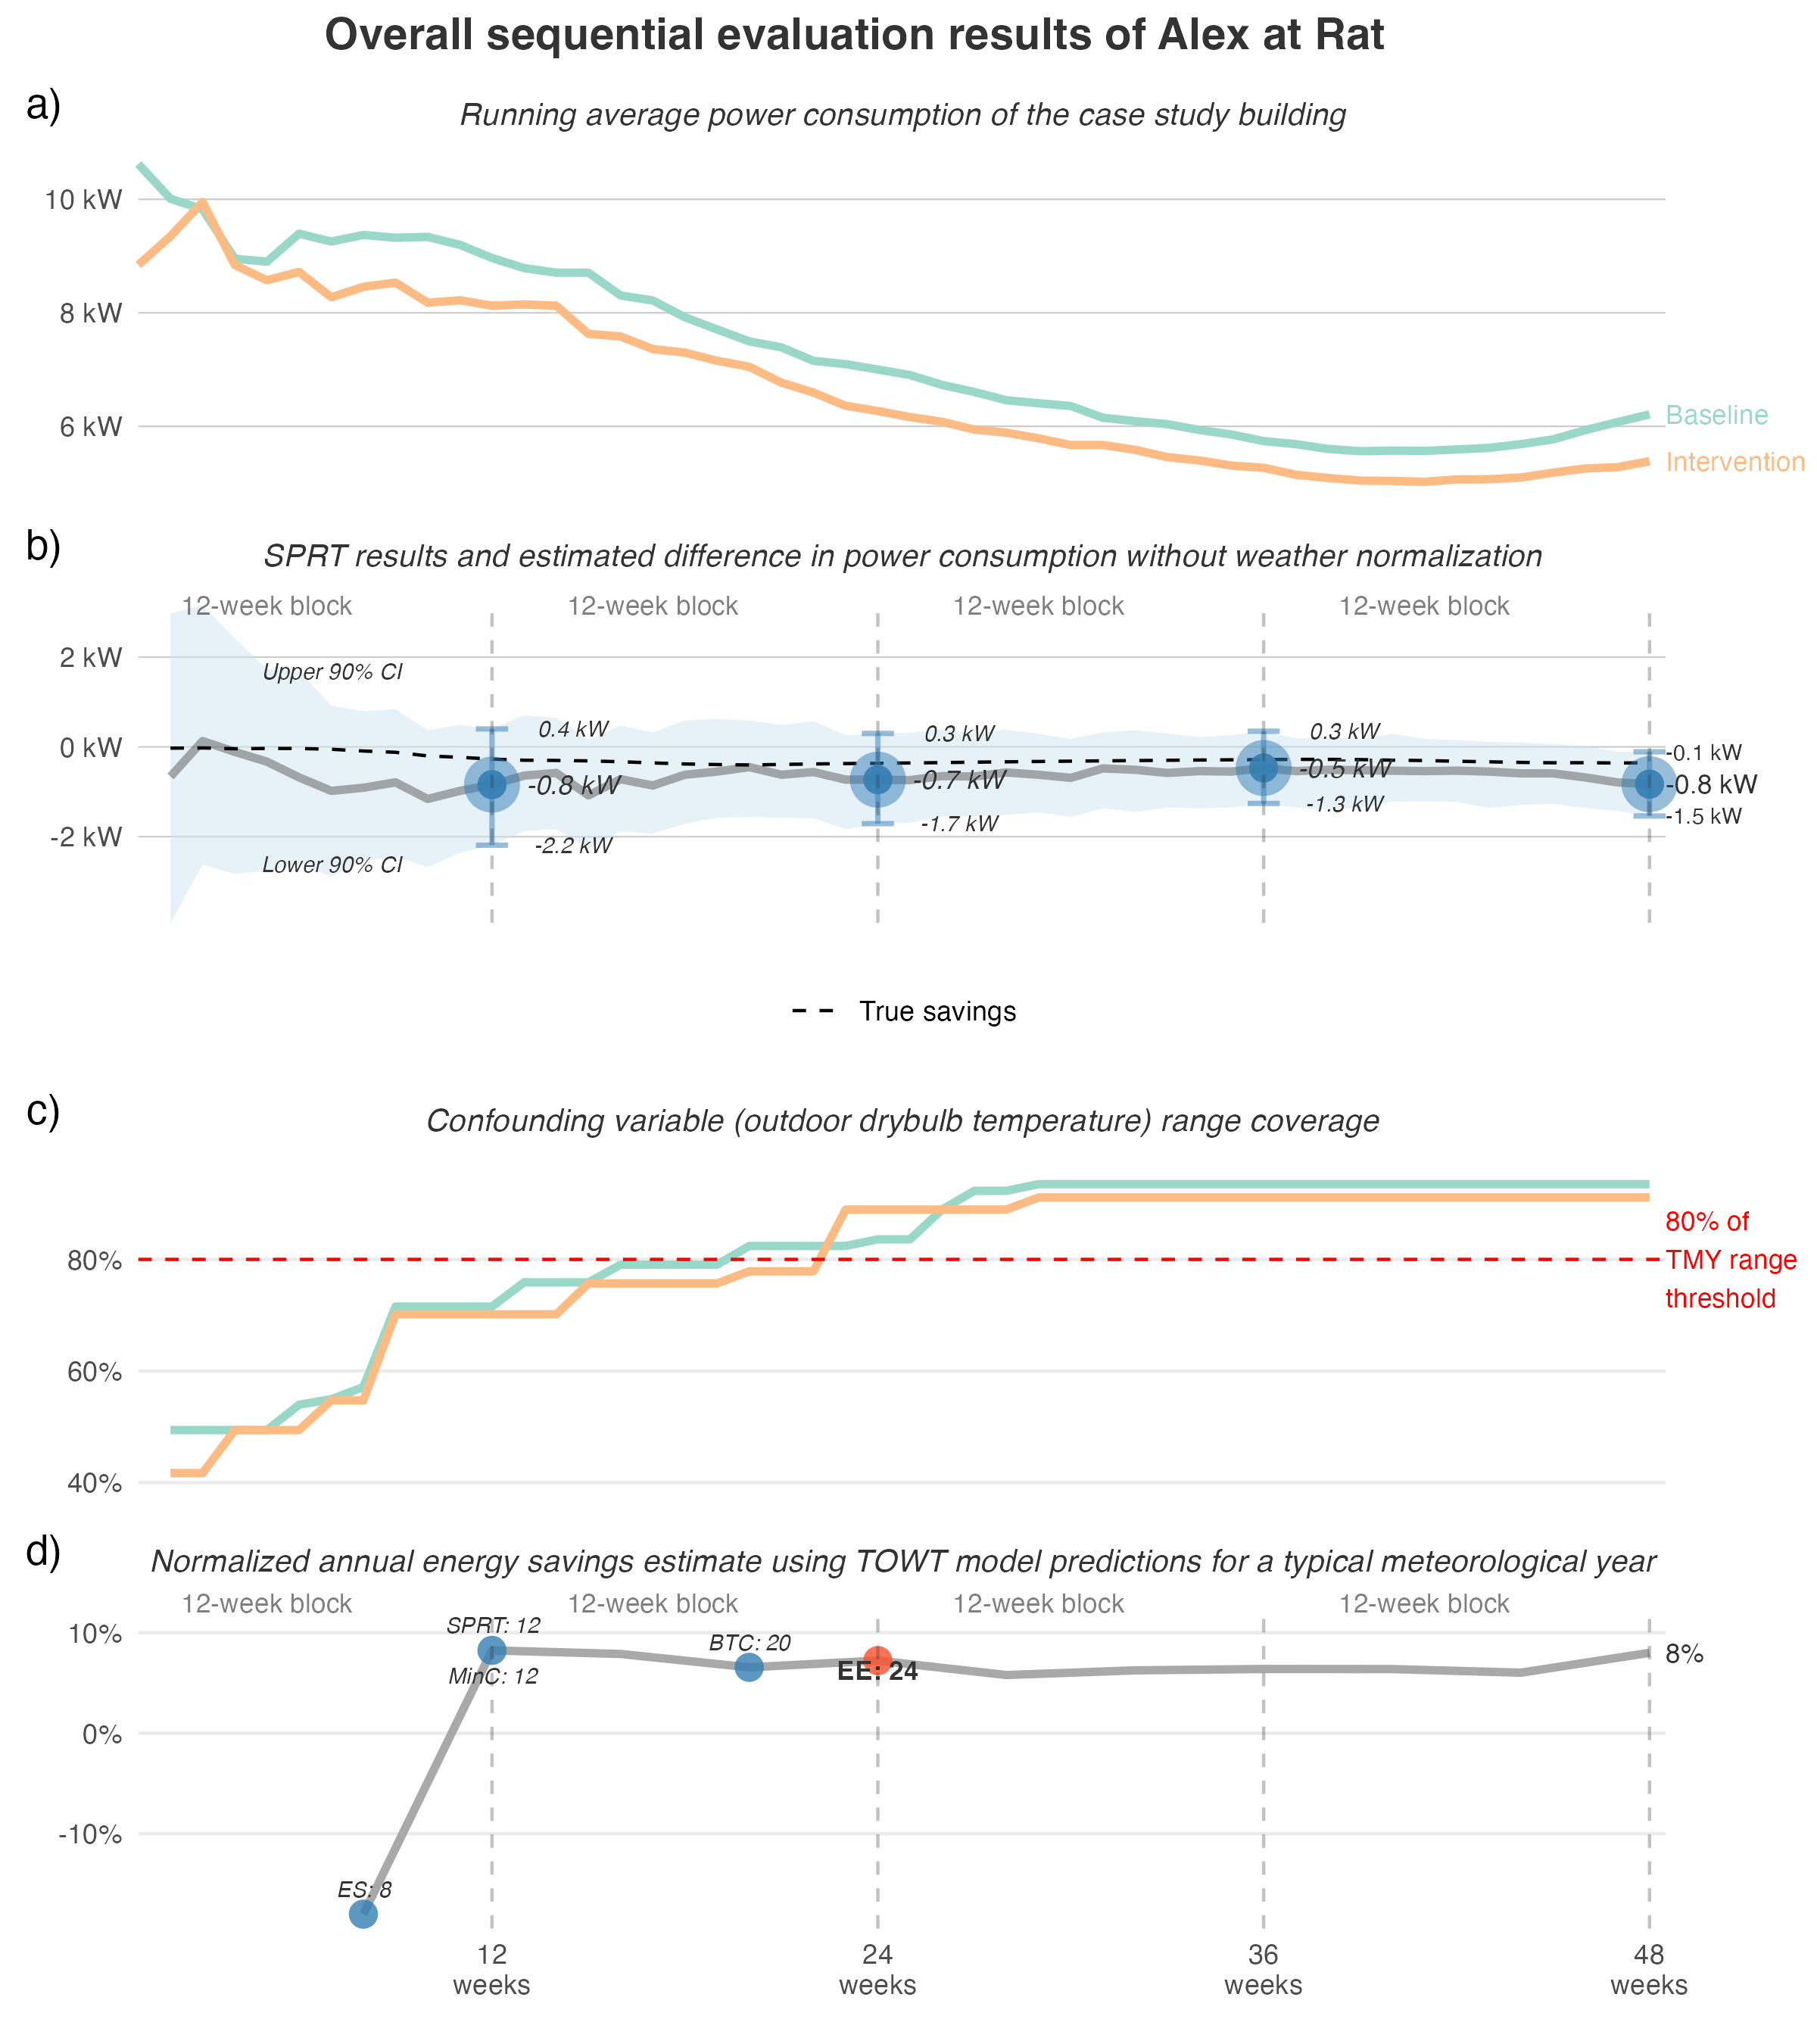 Overall sequential evaluation results of Alex at Rat
a)
Running average power consumption of the case study building
10 kW
8 kW
6 kW
Baseline
Intervention
b)
SPRT results and estimated difference in power consumption without weather normalization
12-week block 12-week block 12-week block 12-week block
2 kW
0 kW
-2 kW
Upper 90% CI
Lower 90% CI
0.4 kW
-0.8 kW
-2.2 kW
0.3 kW
-0.7 kW
-1.7 kW
0.3 kW
-0.5 kW
-1.3 kW
-0.1 kW
-0.8 kW
-1.5 kW
True savings
c)
Confounding variable (outdoor drybulb temperature) range coverage
80%
60%
40%
80% of
TMY range
threshold
d)
Normalized annual energy savings estimate using TOWT model predictions for a typical meteorological year
12-week block 12-week block 12-week block 12-week block
10%
0%
-10%
SPRT: 12
MinC: 12
BTC: 20
EE: 24
ES: 8
8%
12 24 36 48
weeks weeks weeks weeks